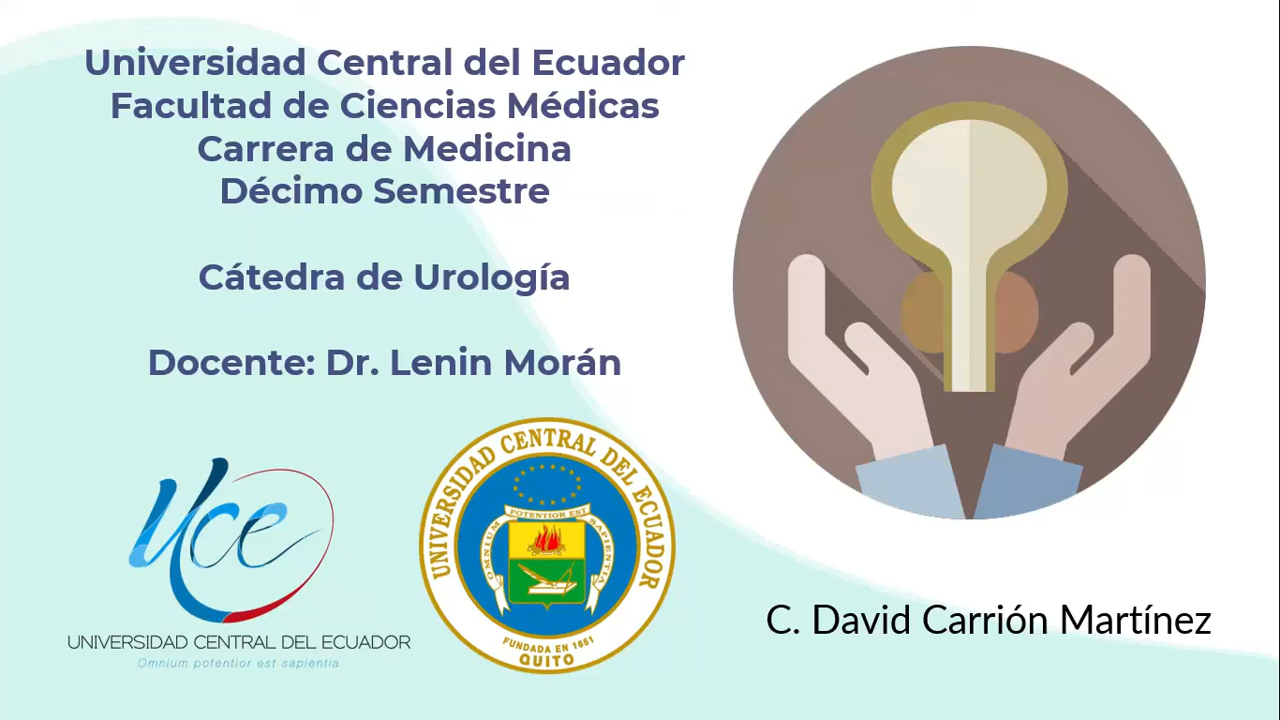 Universidad Central del Ecuador
Facultad de Ciencias Médicas
Carrera de Medicina
Décimo Semestre
Cátedra de Urología
Docente: Dr. Lenin Morán
uce
UNIVERSIDAD CENTRAL DEL ECUADOR
Omnium potentior est sapientia
UNIVERSIDAD CENTRAL DEL ECUADOR
OMNIUM POTENTIOR EST SAPIENTIA
FUNDADA EN 1651
QUITO
C. David Carrión Martínez